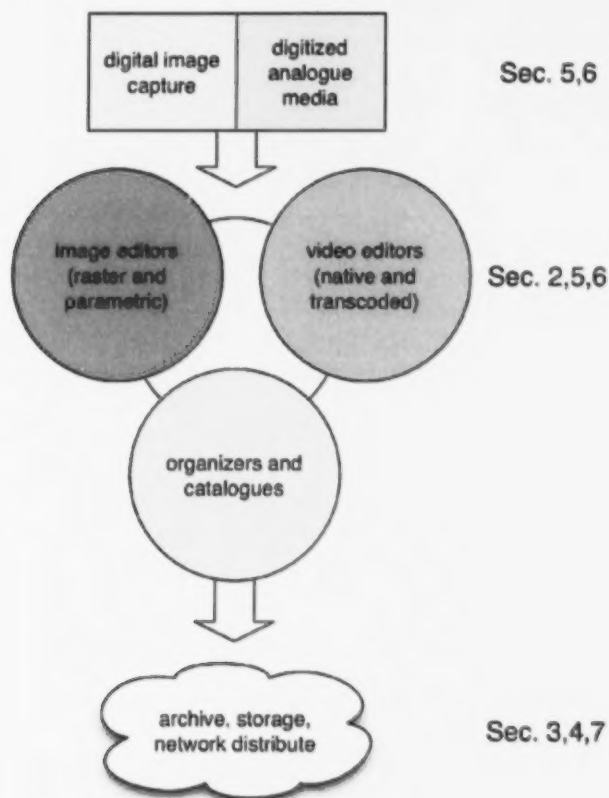 digital image
capture
digitized
analogue
media
Sec. 5,6
image editors
(raster and
parametric)
video editors
(native and
transcoded)
Sec. 2,5,6
organizers and
catalogues
archive, storage,
network distribute
Sec. 3,4,7